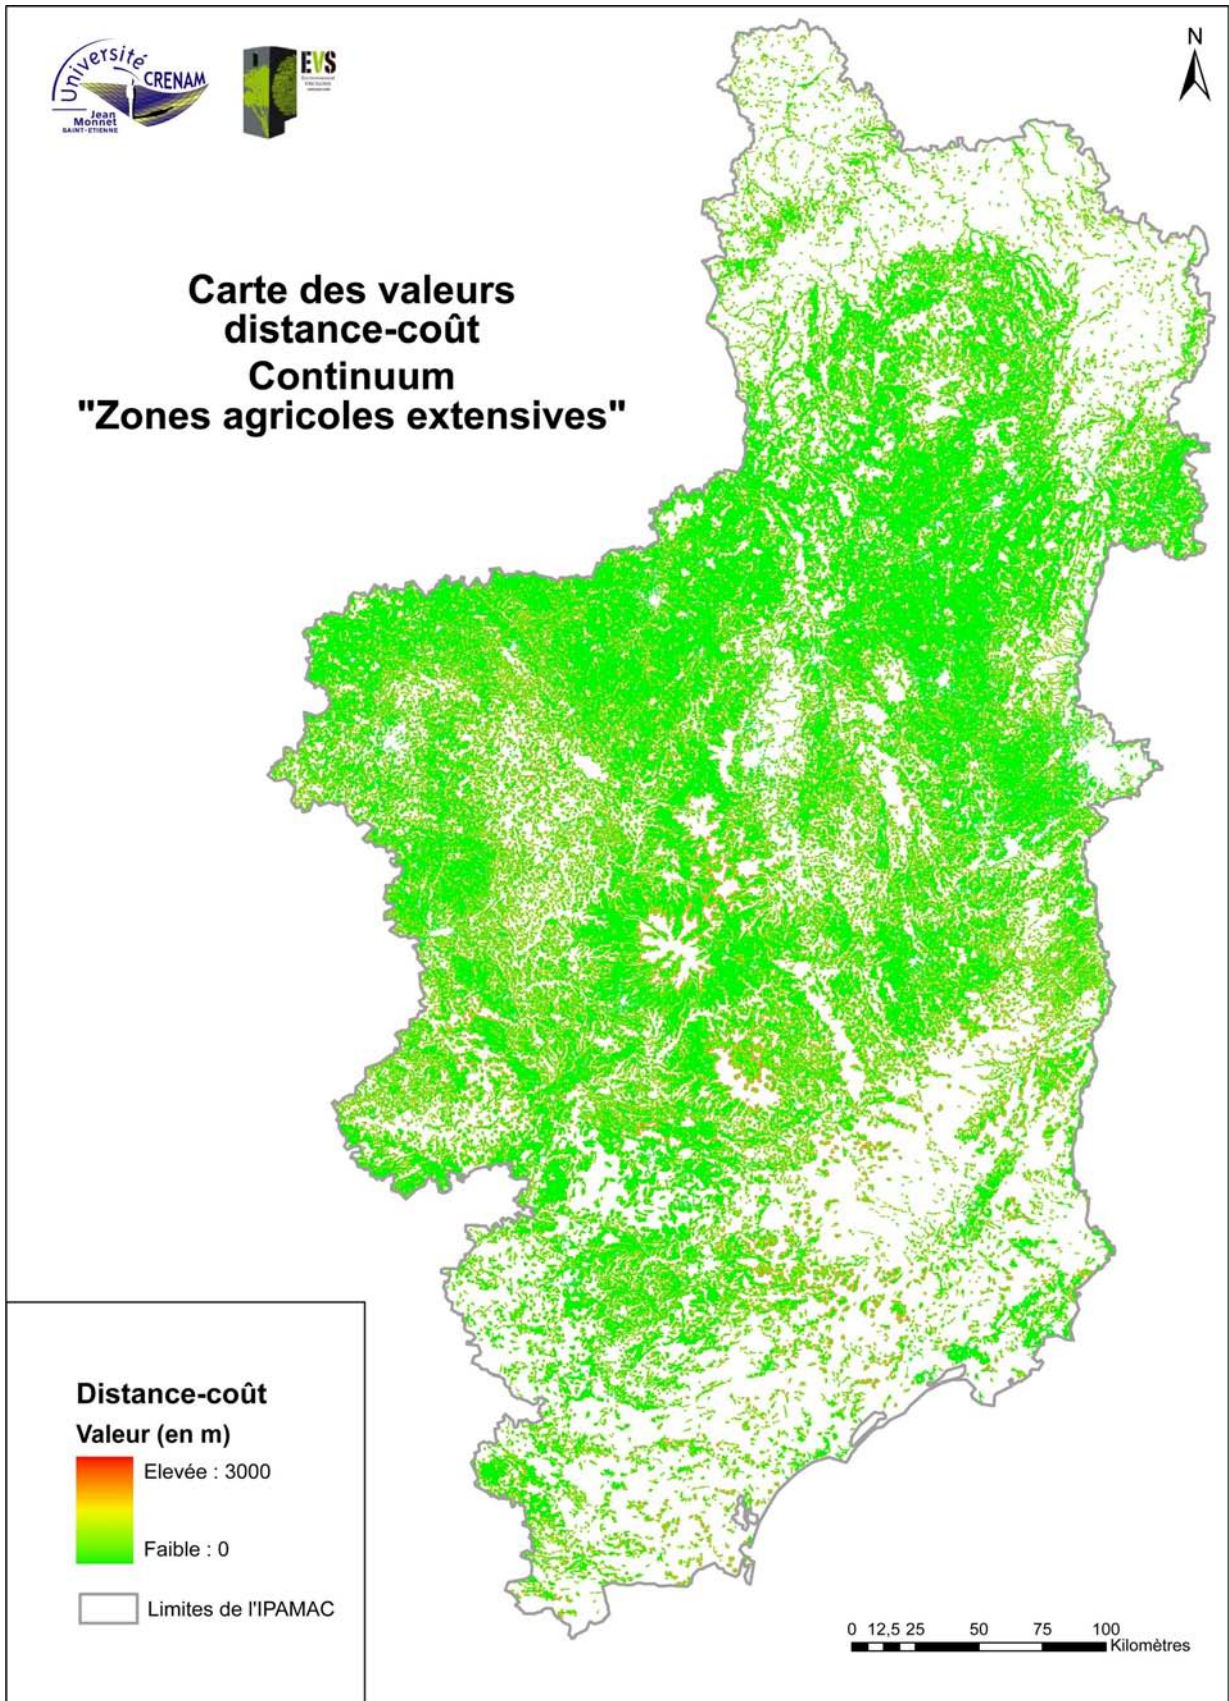 Université
CRENAM
Jean
Monnet
SAINT-ETIENNE
EVS
N
Carte des valeurs
distance-coût
Continuum
"Zones agricoles extensives"
Distance-coût
Valeur (en m)
Elevée : 3000
Faible : 0
Limites de l'IPAMAC
0 12,5 25 50 75 100
Kilomètres